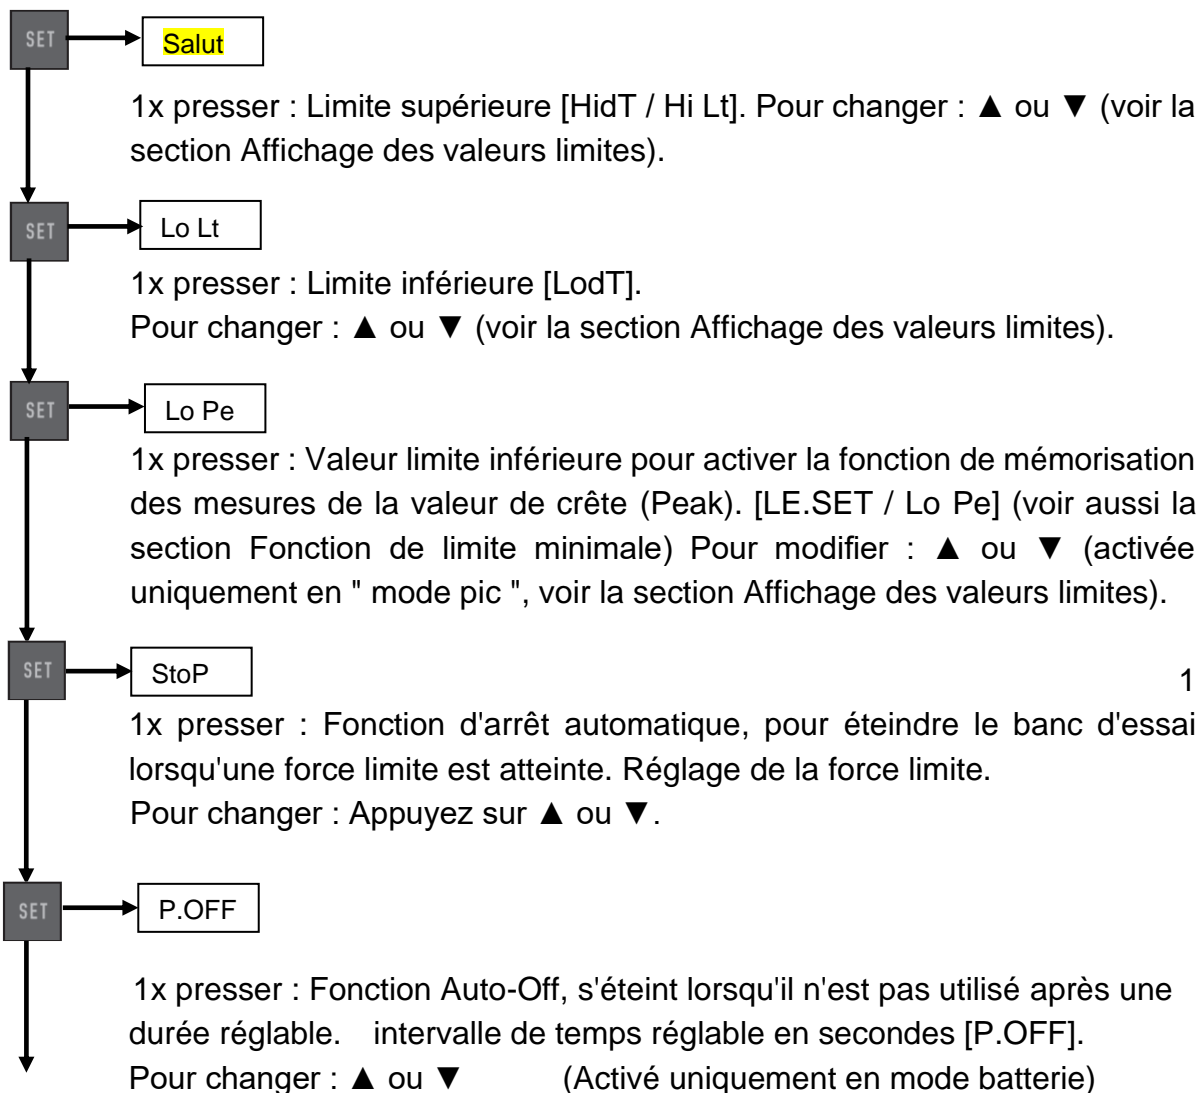 SET Salut
1x presser : Limite supérieure [HidT / Hi Lt]. Pour changer : ▲ ou ▼ (voir la
section Affichage des valeurs limites).
SET Lo Lt
1x presser : Limite inférieure [LodT].
Pour changer : ▲ ou ▼ (voir la section Affichage des valeurs limites).
SET Lo Pe
1x presser : Valeur limite inférieure pour activer la fonction de mémorisation
des mesures de la valeur de crête (Peak). [LE.SET / Lo Pe] (voir aussi la
section Fonction de limite minimale) Pour modifier : ▲ ou ▼ (activée
uniquement en " mode pic ", voir la section Affichage des valeurs limites).
SET StoP 1
1x presser : Fonction d'arrêt automatique, pour éteindre le banc d'essai
lorsqu'une force limite est atteinte. Réglage de la force limite.
Pour changer : Appuyez sur ▲ ou ▼.
SET P.OFF
1x presser : Fonction Auto-Off, s'éteint lorsqu'il n'est pas utilisé après une
durée réglable. intervalle de temps réglable en secondes [P.OFF].
Pour changer : ▲ ou ▼ (Activé uniquement en mode batterie)